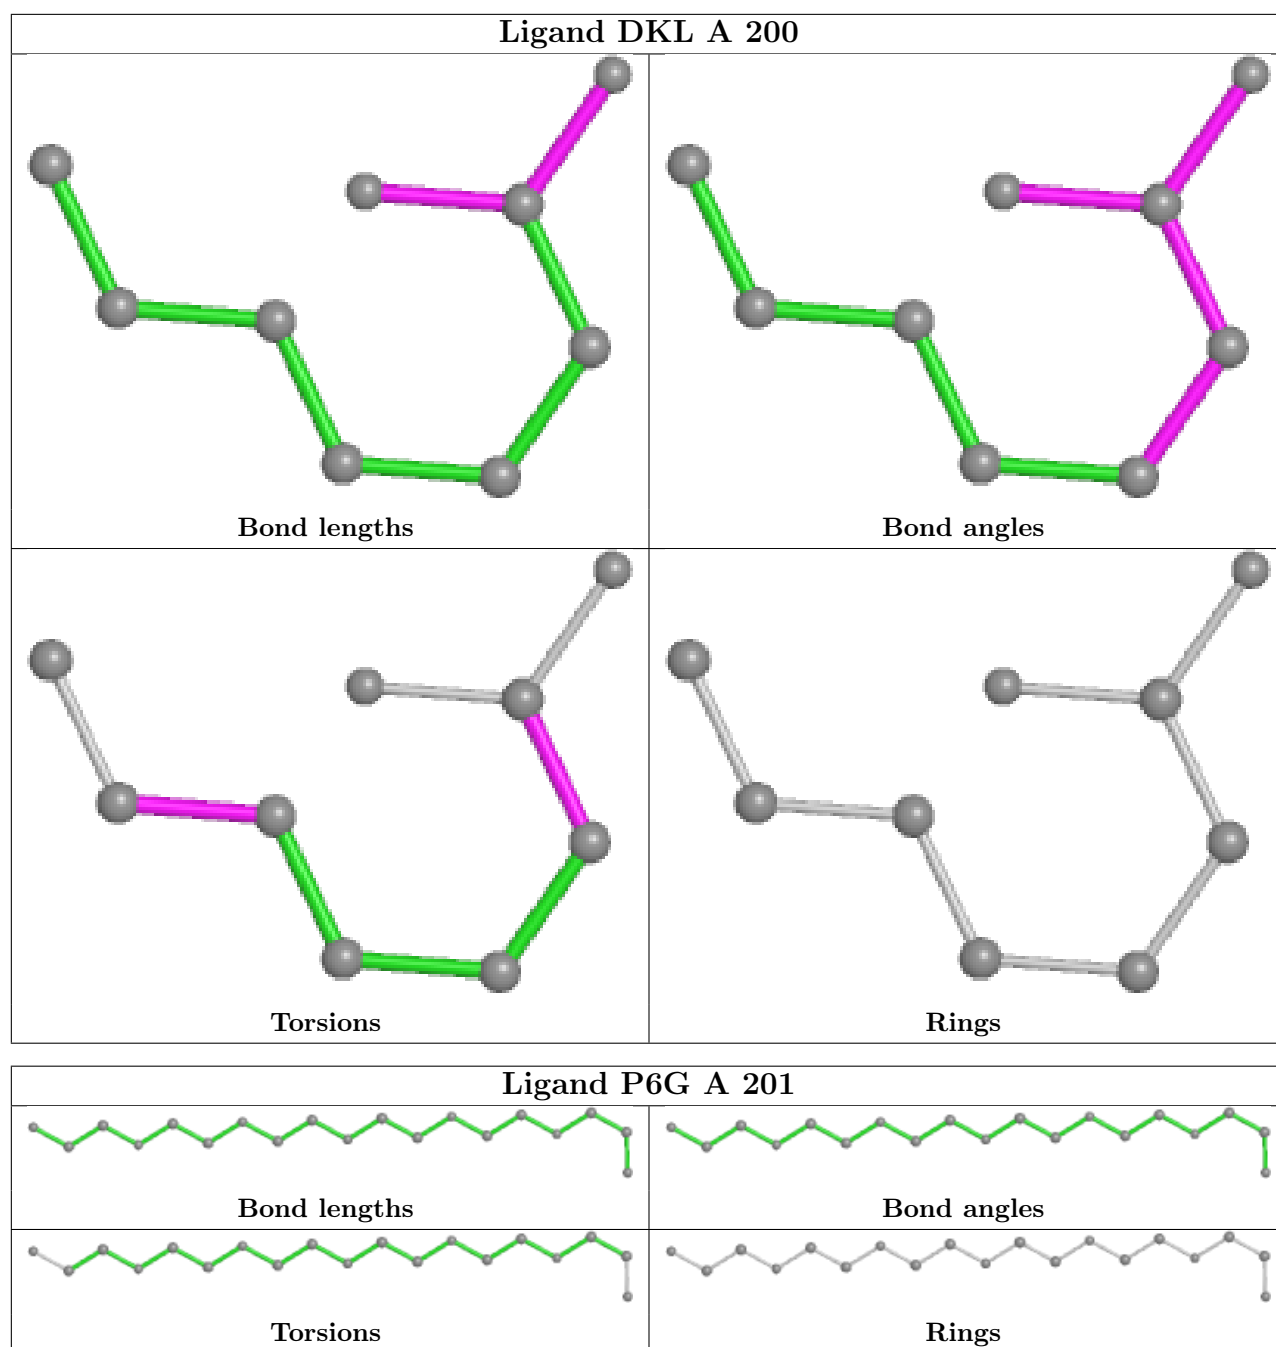 Ligand DKL A 200
Bond lengths
Bond angles
Torsions
Rings
Ligand P6G A 201
Bond lengths
Bond angles
Torsions
Rings